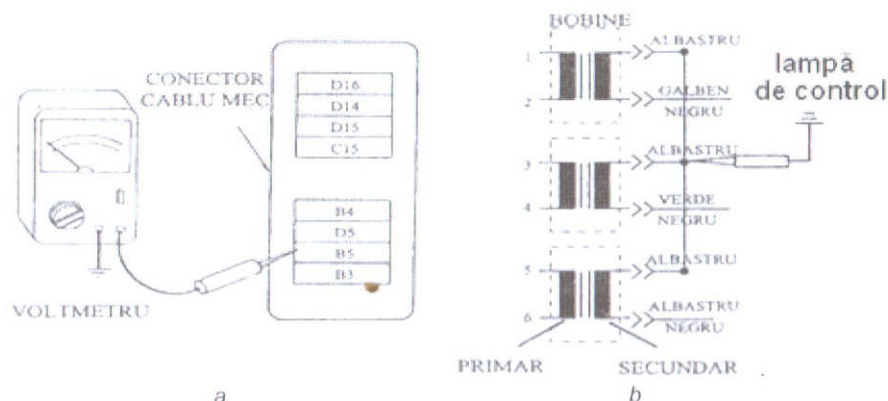 CONECTOR
CABLU MEC
D16
D14
D15
C15
B4
D5
B5
B3
VOLTMETRU
a
BOBINE
1
ALBASTRU
2
GALBEN
NEGRU
3
ALBASTRU
4
VERDE
NEGRU
5
ALBASTRU
6
ALBASTRU
NEGRU
lampă
de control
PRIMAR
SECUNDAR
b